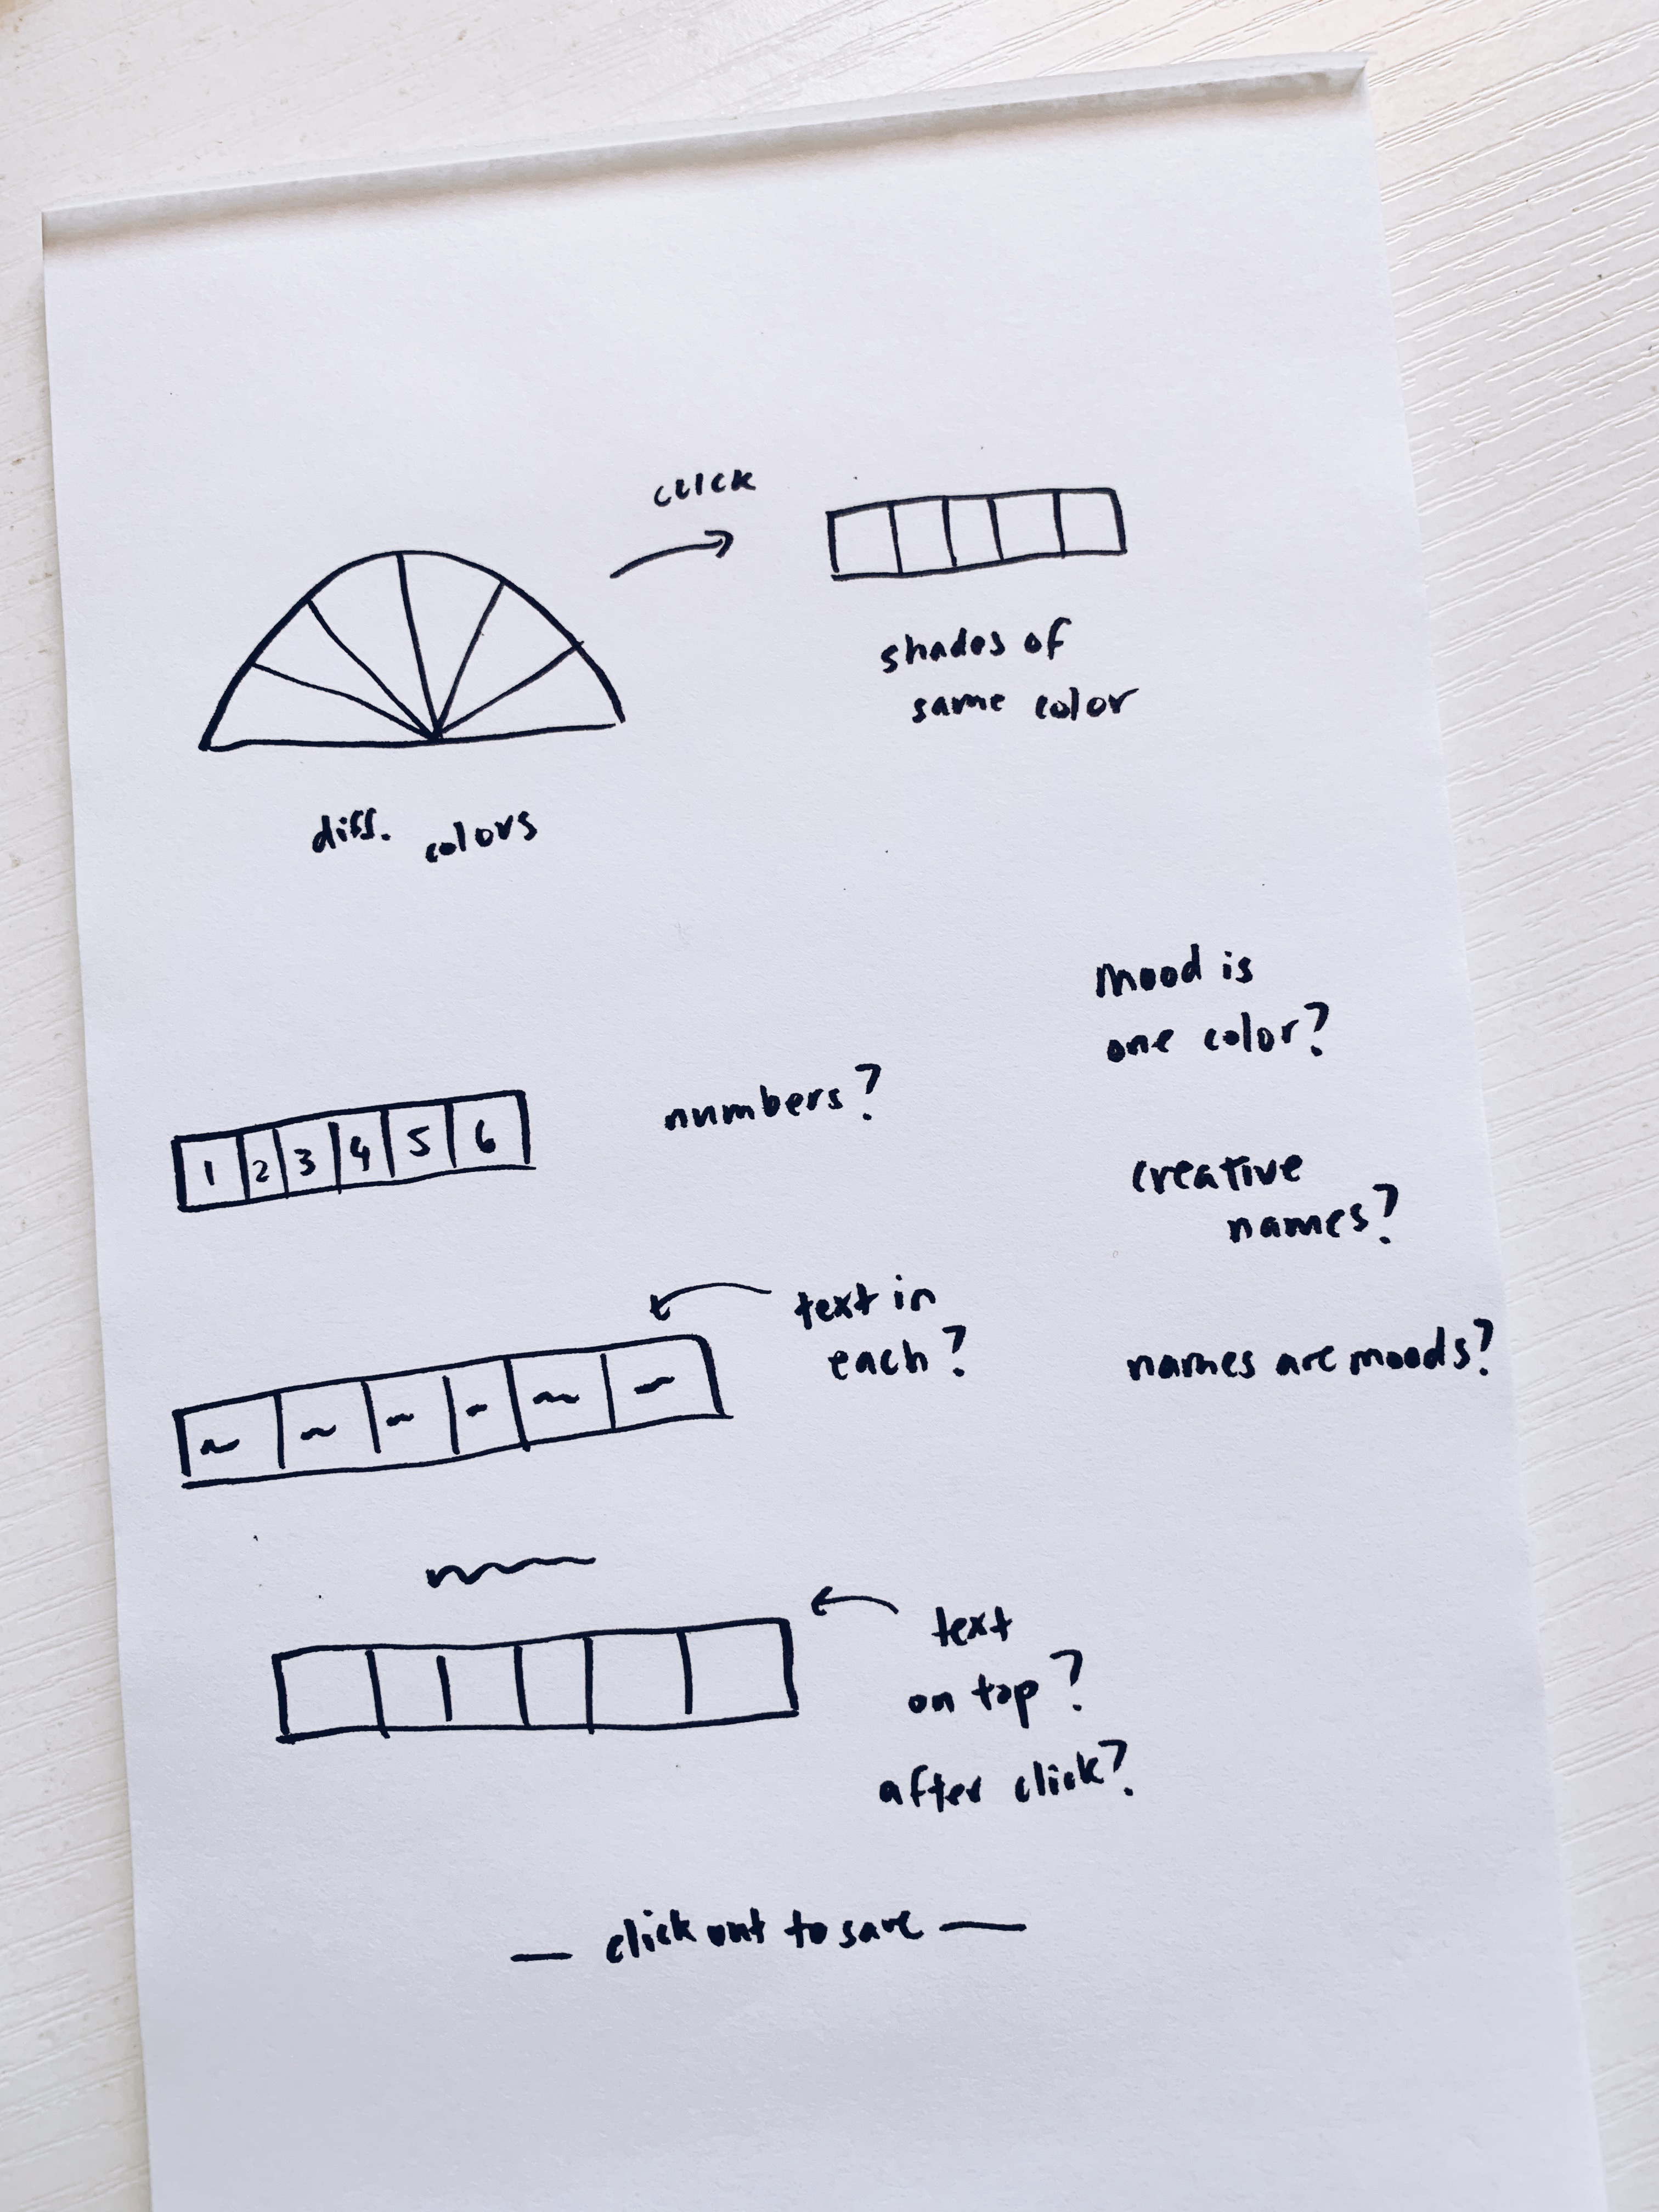 click
shades of
same color
diff. colors
mood is
one color?
1 2 3 4 5 6
numbers?
creative
names?
text in
each?
names are moods?
text
on top?
after click?
— click out to save —